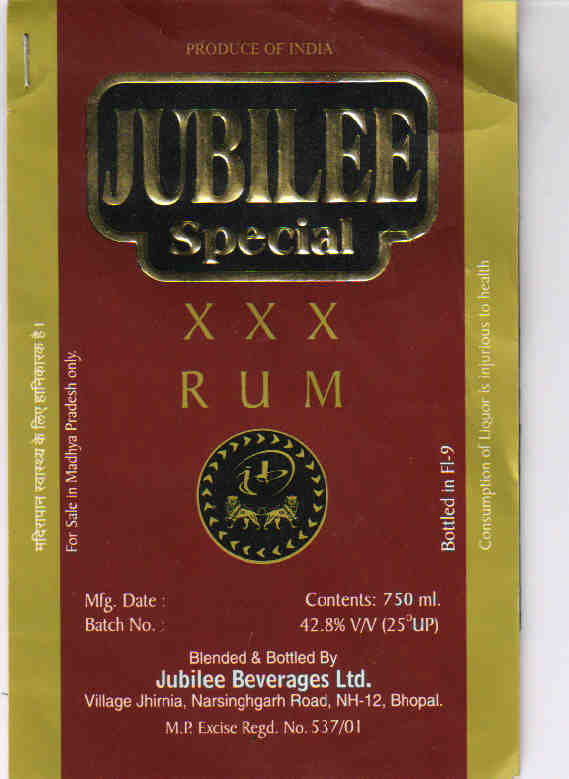 PRODUCE OF INDIA
JUBILEE
Special
X X X
RUM
मदिरापान स्वास्थ्य के लिए हानिकारक है।
For Sale in Madhya Pradesh only.
Bottled in Fl-9
Consumption of Liquor is injurious to health
Mfg. Date :
Contents: 750 ml.
Batch No. :
42.8% V/V (25°UP)
Blended & Bottled By
Jubilee Beverages Ltd.
Village Jhirnia, Narsinghgarh Road, NH-12, Bhopal.
M.P. Excise Regd. No. 537/01